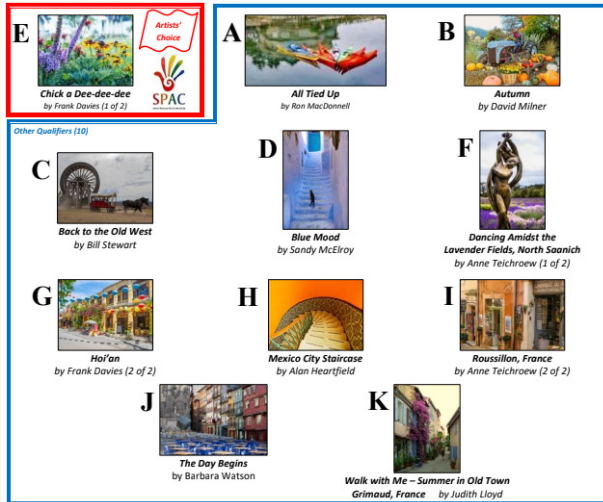 E
Artists'
Choice
SPAC
Chick a Dee-dee-dee
by Frank Davies (1 of 2)
A
All Tied Up
by Ron MacDonnell
B
Autumn
by David Milner
Other Qualifiers (10)
C
Back to the Old West
by Bill Stewart
D
Blue Mood
by Sandy McElroy
F
Dancing Amidst the
Lavender Fields, North Saanich
by Anne Teichroew (1 of 2)
G
Hoi'an
by Frank Davies (2 of 2)
H
Mexico City Staircase
by Alan Heartfield
I
Roussillon, France
by Anne Teichroew (2 of 2)
J
The Day Begins
by Barbara Watson
K
Walk with Me – Summer in Old Town
Grimaud, France by Judith Lloyd